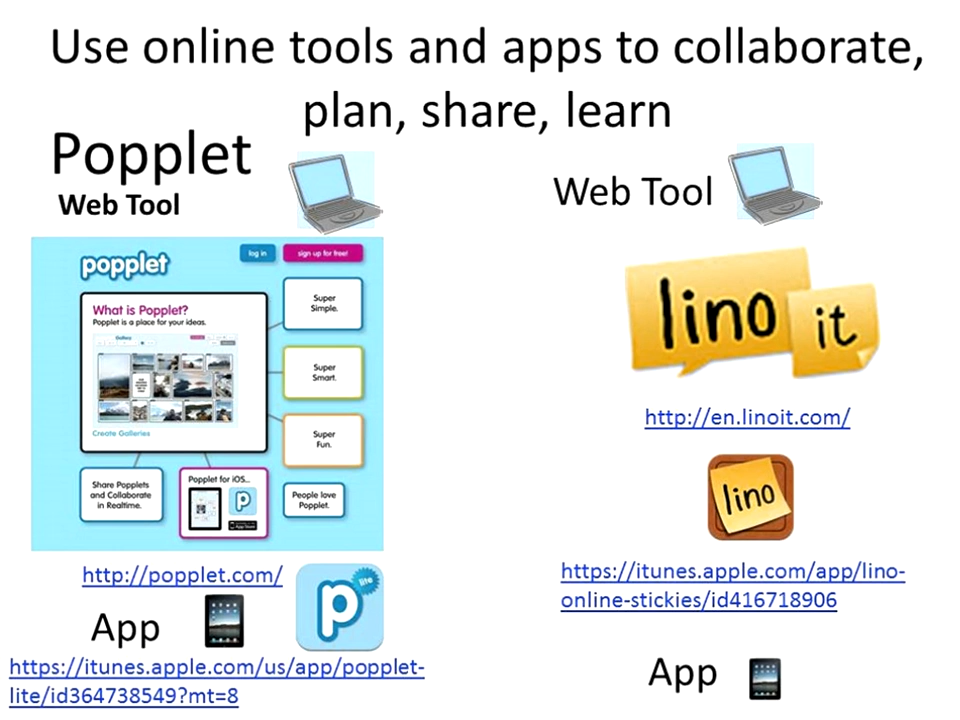 Use online tools and apps to collaborate,
plan, share, learn
Popplet
Web Tool
popplet
log in
sign up for free!
What is Popplet?
Popplet is a place for your ideas.
Gallery
Create Galleries
Super
Simple.
Super
Smart.
Super
Fun.
Share Popplets
and Collaborate
in Realtime.
Popplet for iOS...
p
People love
Popplet.
http://popplet.com/
p
lite
App
https://itunes.apple.com/us/app/popplet-
lite/id364738549?mt=8
Web Tool
lino
it
http://en.linoit.com/
lino
https://itunes.apple.com/app/lino-
online-stickies/id416718906
App